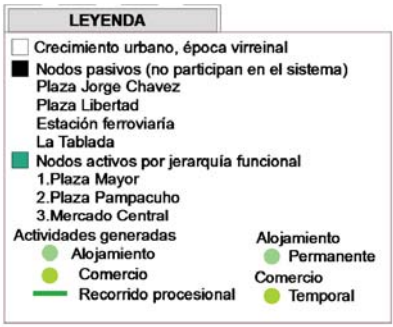 LEYENDA
Crecimiento urbano, época virreinal
Nodos pasivos (no participan en el sistema)
Plaza Jorge Chavez
Plaza Libertad
Estación ferroviaría
La Tablada
Nodos activos por jerarquía funcional
1.Plaza Mayor
2.Plaza Pampacuho
3.Mercado Central
Actividades generadas
Alojamiento
Comercio
Recorrido procesional
Alojamiento
Permanente
Comercio
Temporal